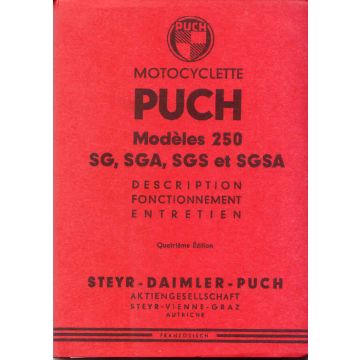 PUCH
MOTOCYCLETTE
PUCH
Modèles 250
SG, SGA, SGS et SGSA
DESCRIPTION
FONCTIONNEMENT
ENTRETIEN
Quatrième Édition
STEYR-DAIMLER-PUCH
AKTIENGESELLSCHAFT
STEYR-VIENNE-GRAZ
AUTRICHE
FRANZÖSISCH